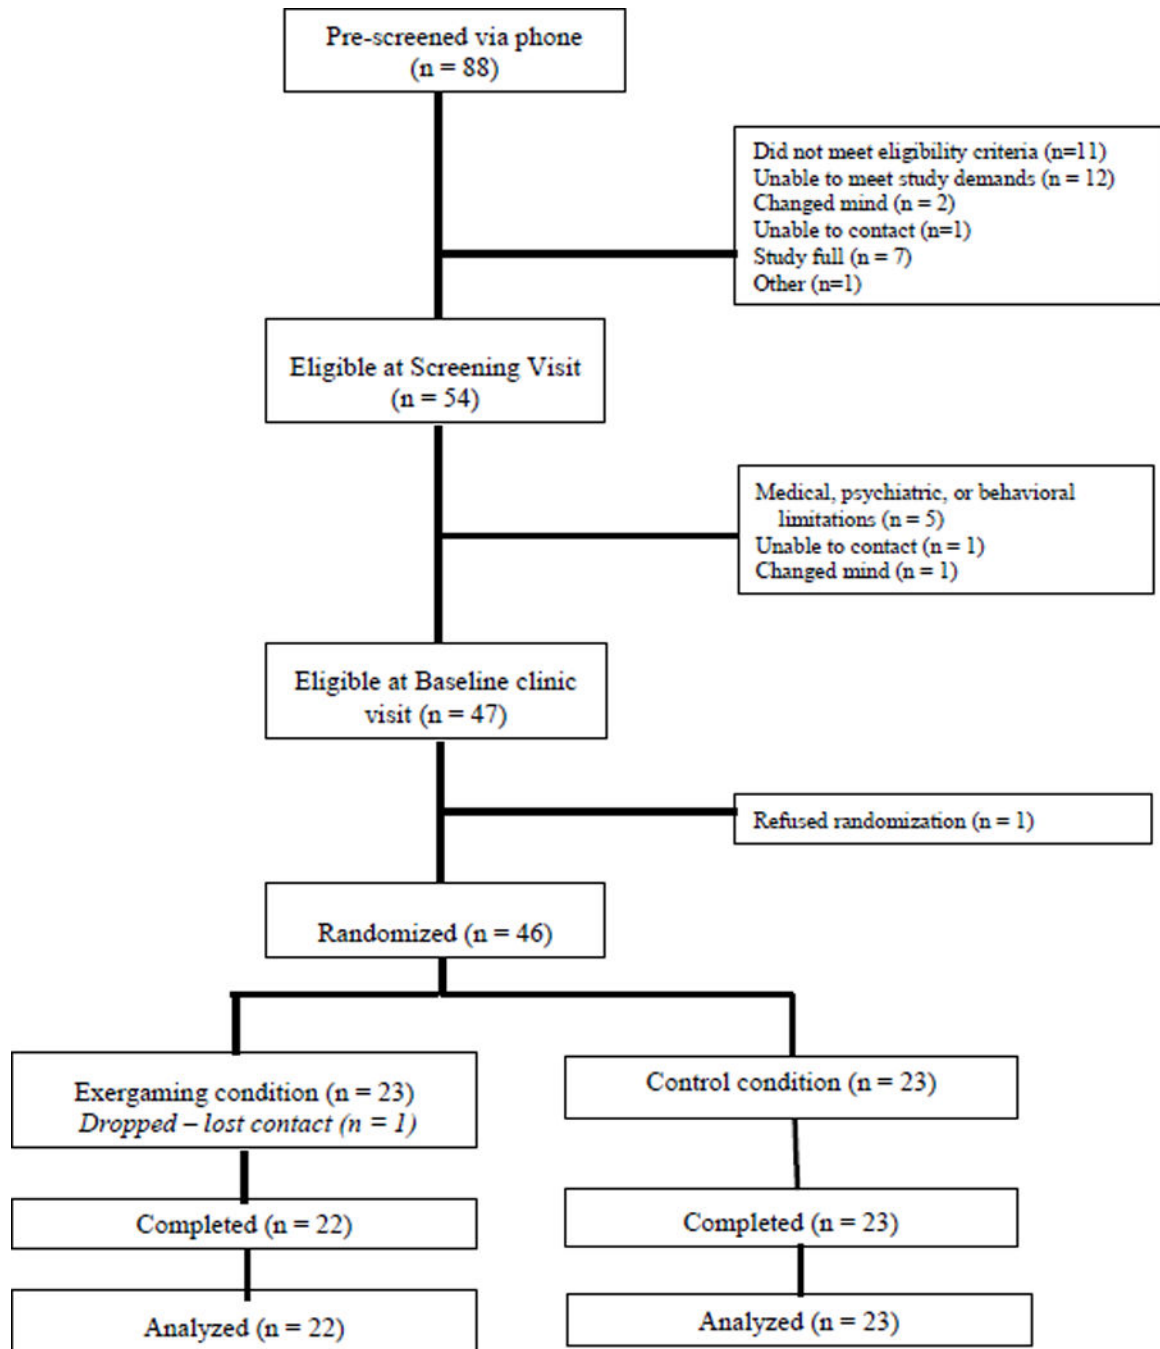 Pre-screened via phone
(n = 88)
Did not meet eligibility criteria (n=11)
Unable to meet study demands (n = 12)
Changed mind (n = 2)
Unable to contact (n=1)
Study full (n = 7)
Other (n=1)
Eligible at Screening Visit
(n = 54)
Medical, psychiatric, or behavioral
limitations (n = 5)
Unable to contact (n = 1)
Changed mind (n = 1)
Eligible at Baseline clinic
visit (n = 47)
Refused randomization (n = 1)
Randomized (n = 46)
Exergaming condition (n = 23)
Dropped – lost contact (n = 1)
Control condition (n = 23)
Completed (n = 22)
Completed (n = 23)
Analyzed (n = 22)
Analyzed (n = 23)